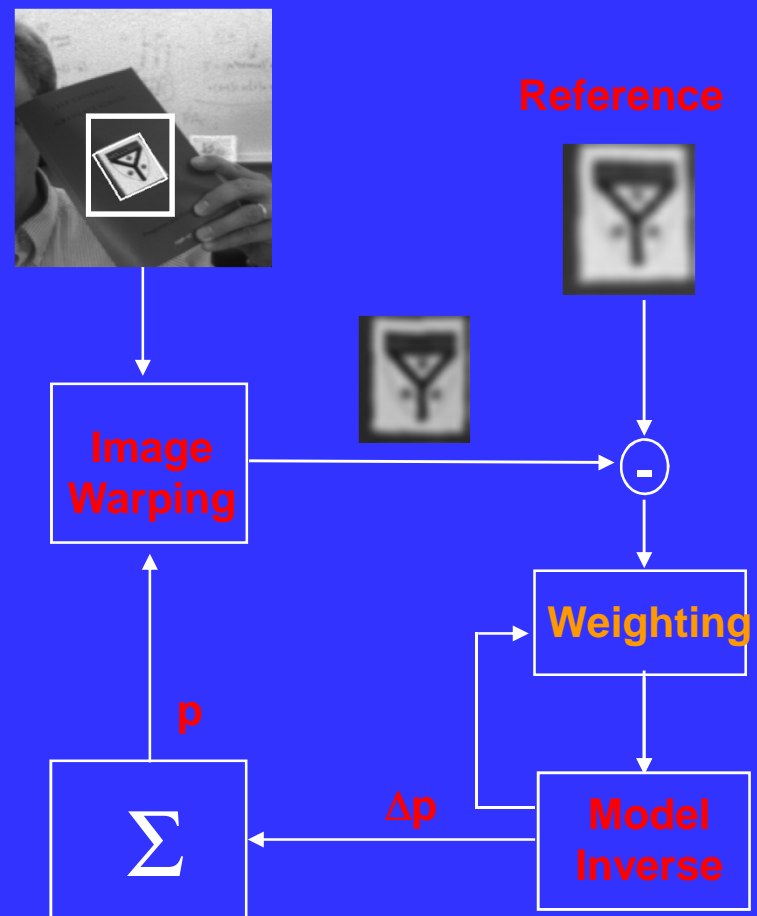 Reference
Image
Warping
-
Weighting
p
Δp
Model
Inverse
Σ